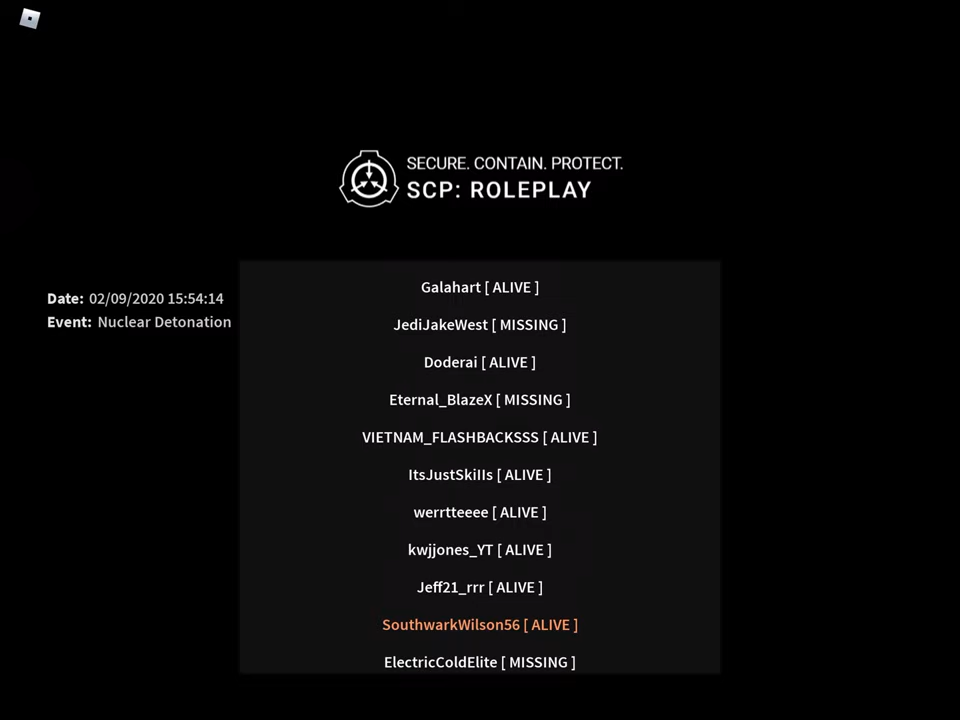 SECURE. CONTAIN. PROTECT.
SCP: ROLEPLAY
Date: 02/09/2020 15:54:14
Event: Nuclear Detonation
Galahart [ ALIVE ]
JediJakeWest [ MISSING ]
Doderai [ ALIVE ]
Eternal_BlazeX [ MISSING ]
VIETNAM_FLASHBACKSSS [ ALIVE ]
ItsJustSkiIIs [ ALIVE ]
werrtteeee [ ALIVE ]
kwjjones_YT [ ALIVE ]
Jeff21_rrr [ ALIVE ]
SouthwarkWilson56 [ ALIVE ]
ElectricColdElite [ MISSING ]